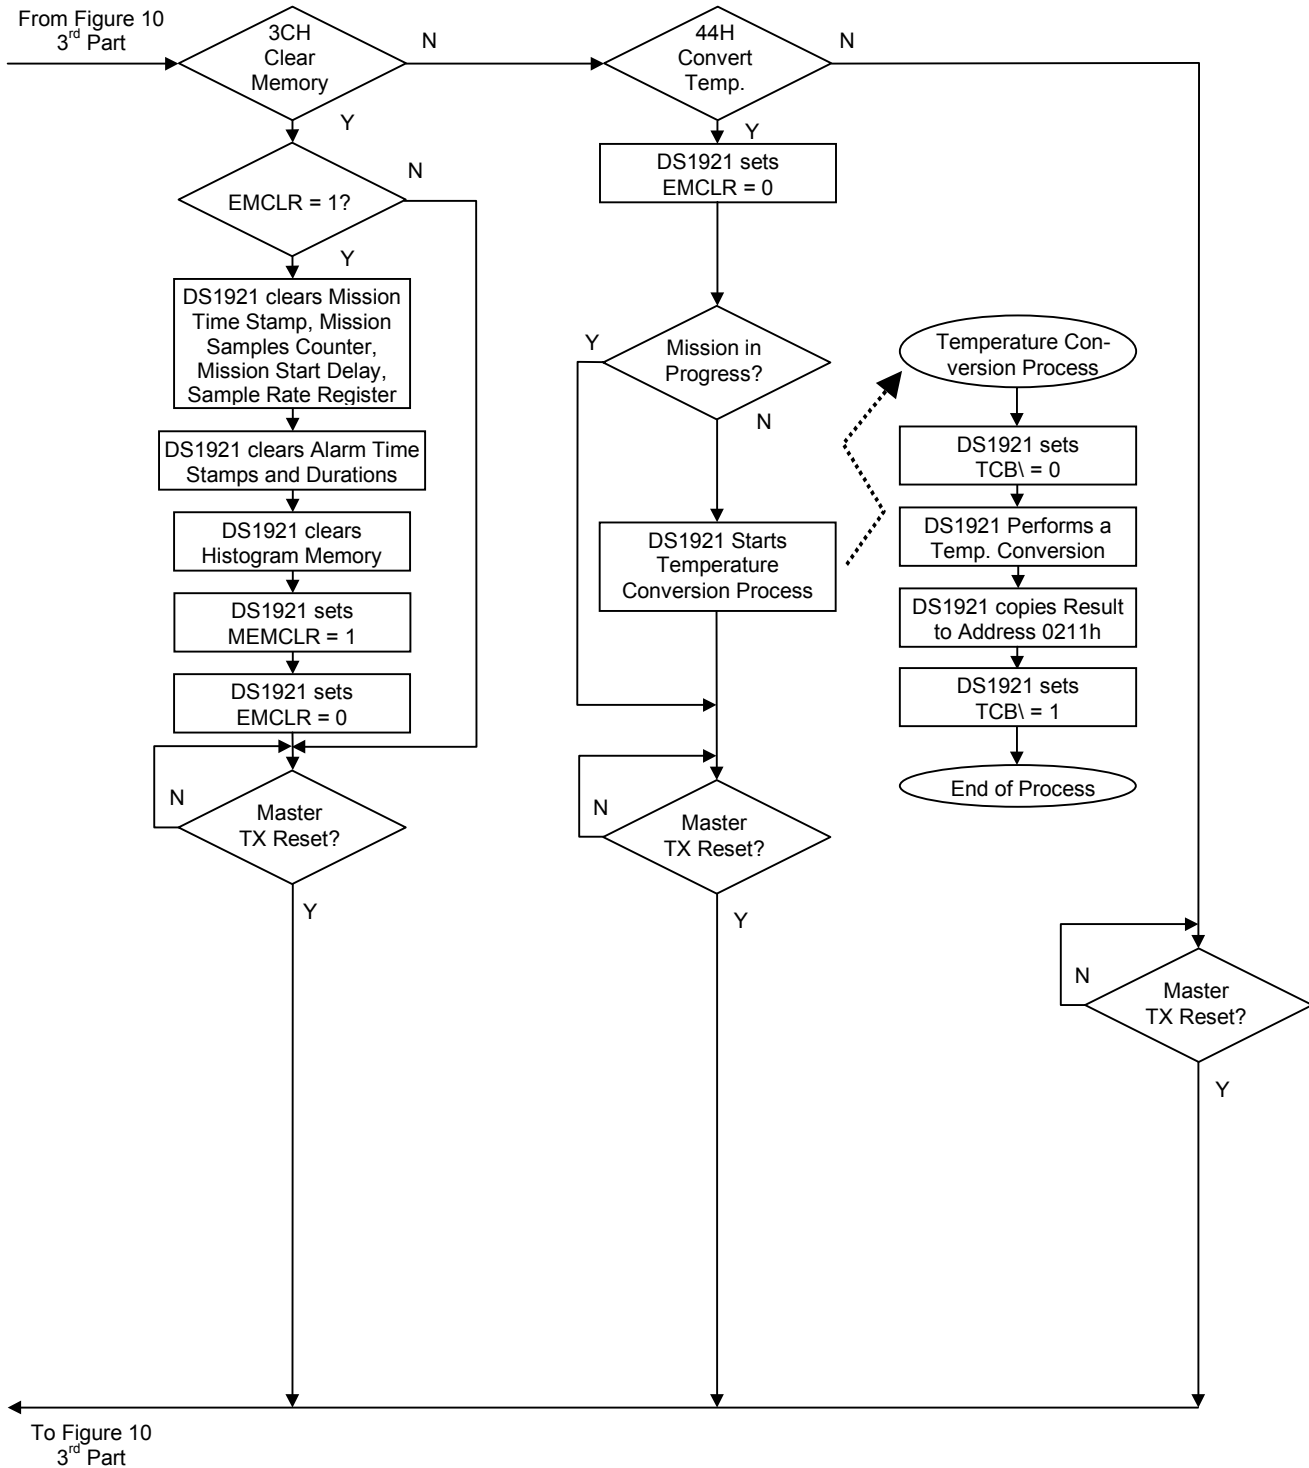 From Figure 10
3rd Part
3CH
Clear
Memory
N
Y
44H
Convert
Temp.
N
Y
EMCLR = 1?
N
Y
DS1921 clears Mission
Time Stamp, Mission
Samples Counter,
Mission Start Delay,
Sample Rate Register
DS1921 clears Alarm Time
Stamps and Durations
DS1921 clears
Histogram Memory
DS1921 sets
MEMCLR = 1
DS1921 sets
EMCLR = 0
N
Master
TX Reset?
Y
DS1921 sets
EMCLR = 0
Y
Mission in
Progress?
N
DS1921 Starts
Temperature
Conversion Process
N
Master
TX Reset?
Y
Temperature Con-
version Process
DS1921 sets
TCB\ = 0
DS1921 Performs a
Temp. Conversion
DS1921 copies Result
to Address 0211h
DS1921 sets
TCB\ = 1
End of Process
N
Master
TX Reset?
Y
To Figure 10
3rd Part